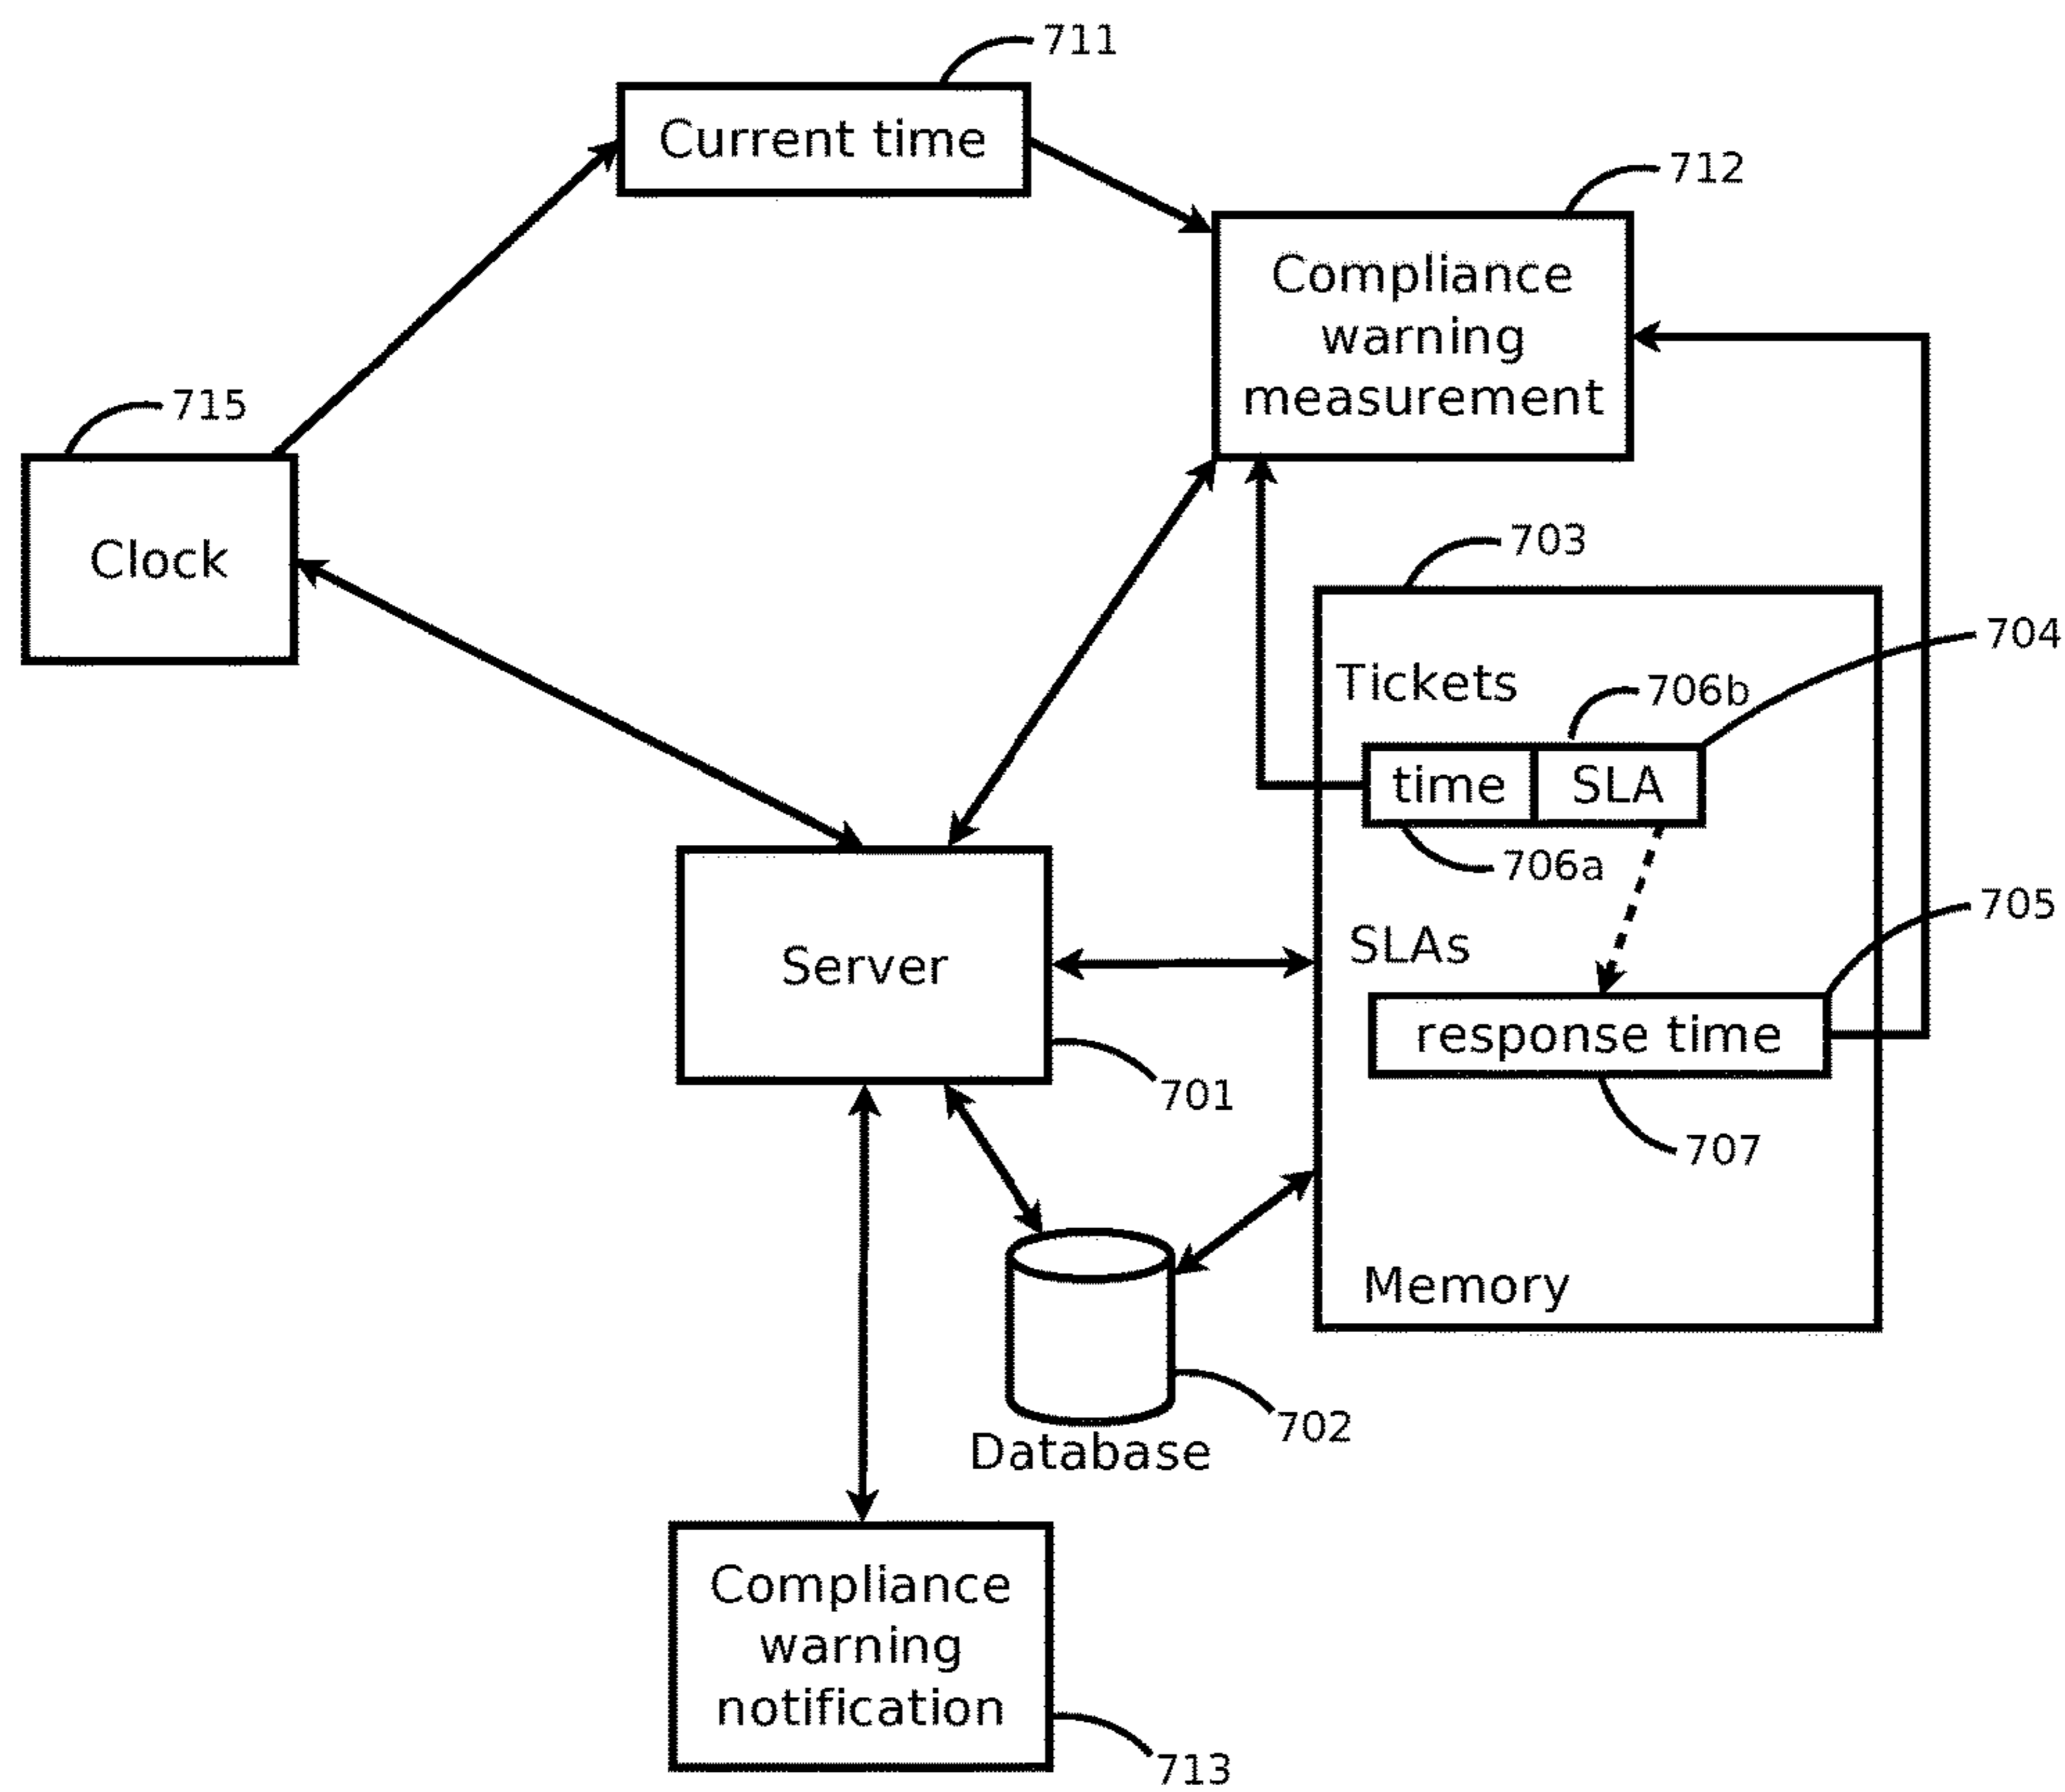 711
Current time
712
Compliance
warning
measurement
715
Clock
703
704
Tickets
706b
time
SLA
706a
705
SLAs
Server
response time
701
707
Memory
702
Database
Compliance
warning
notification
713